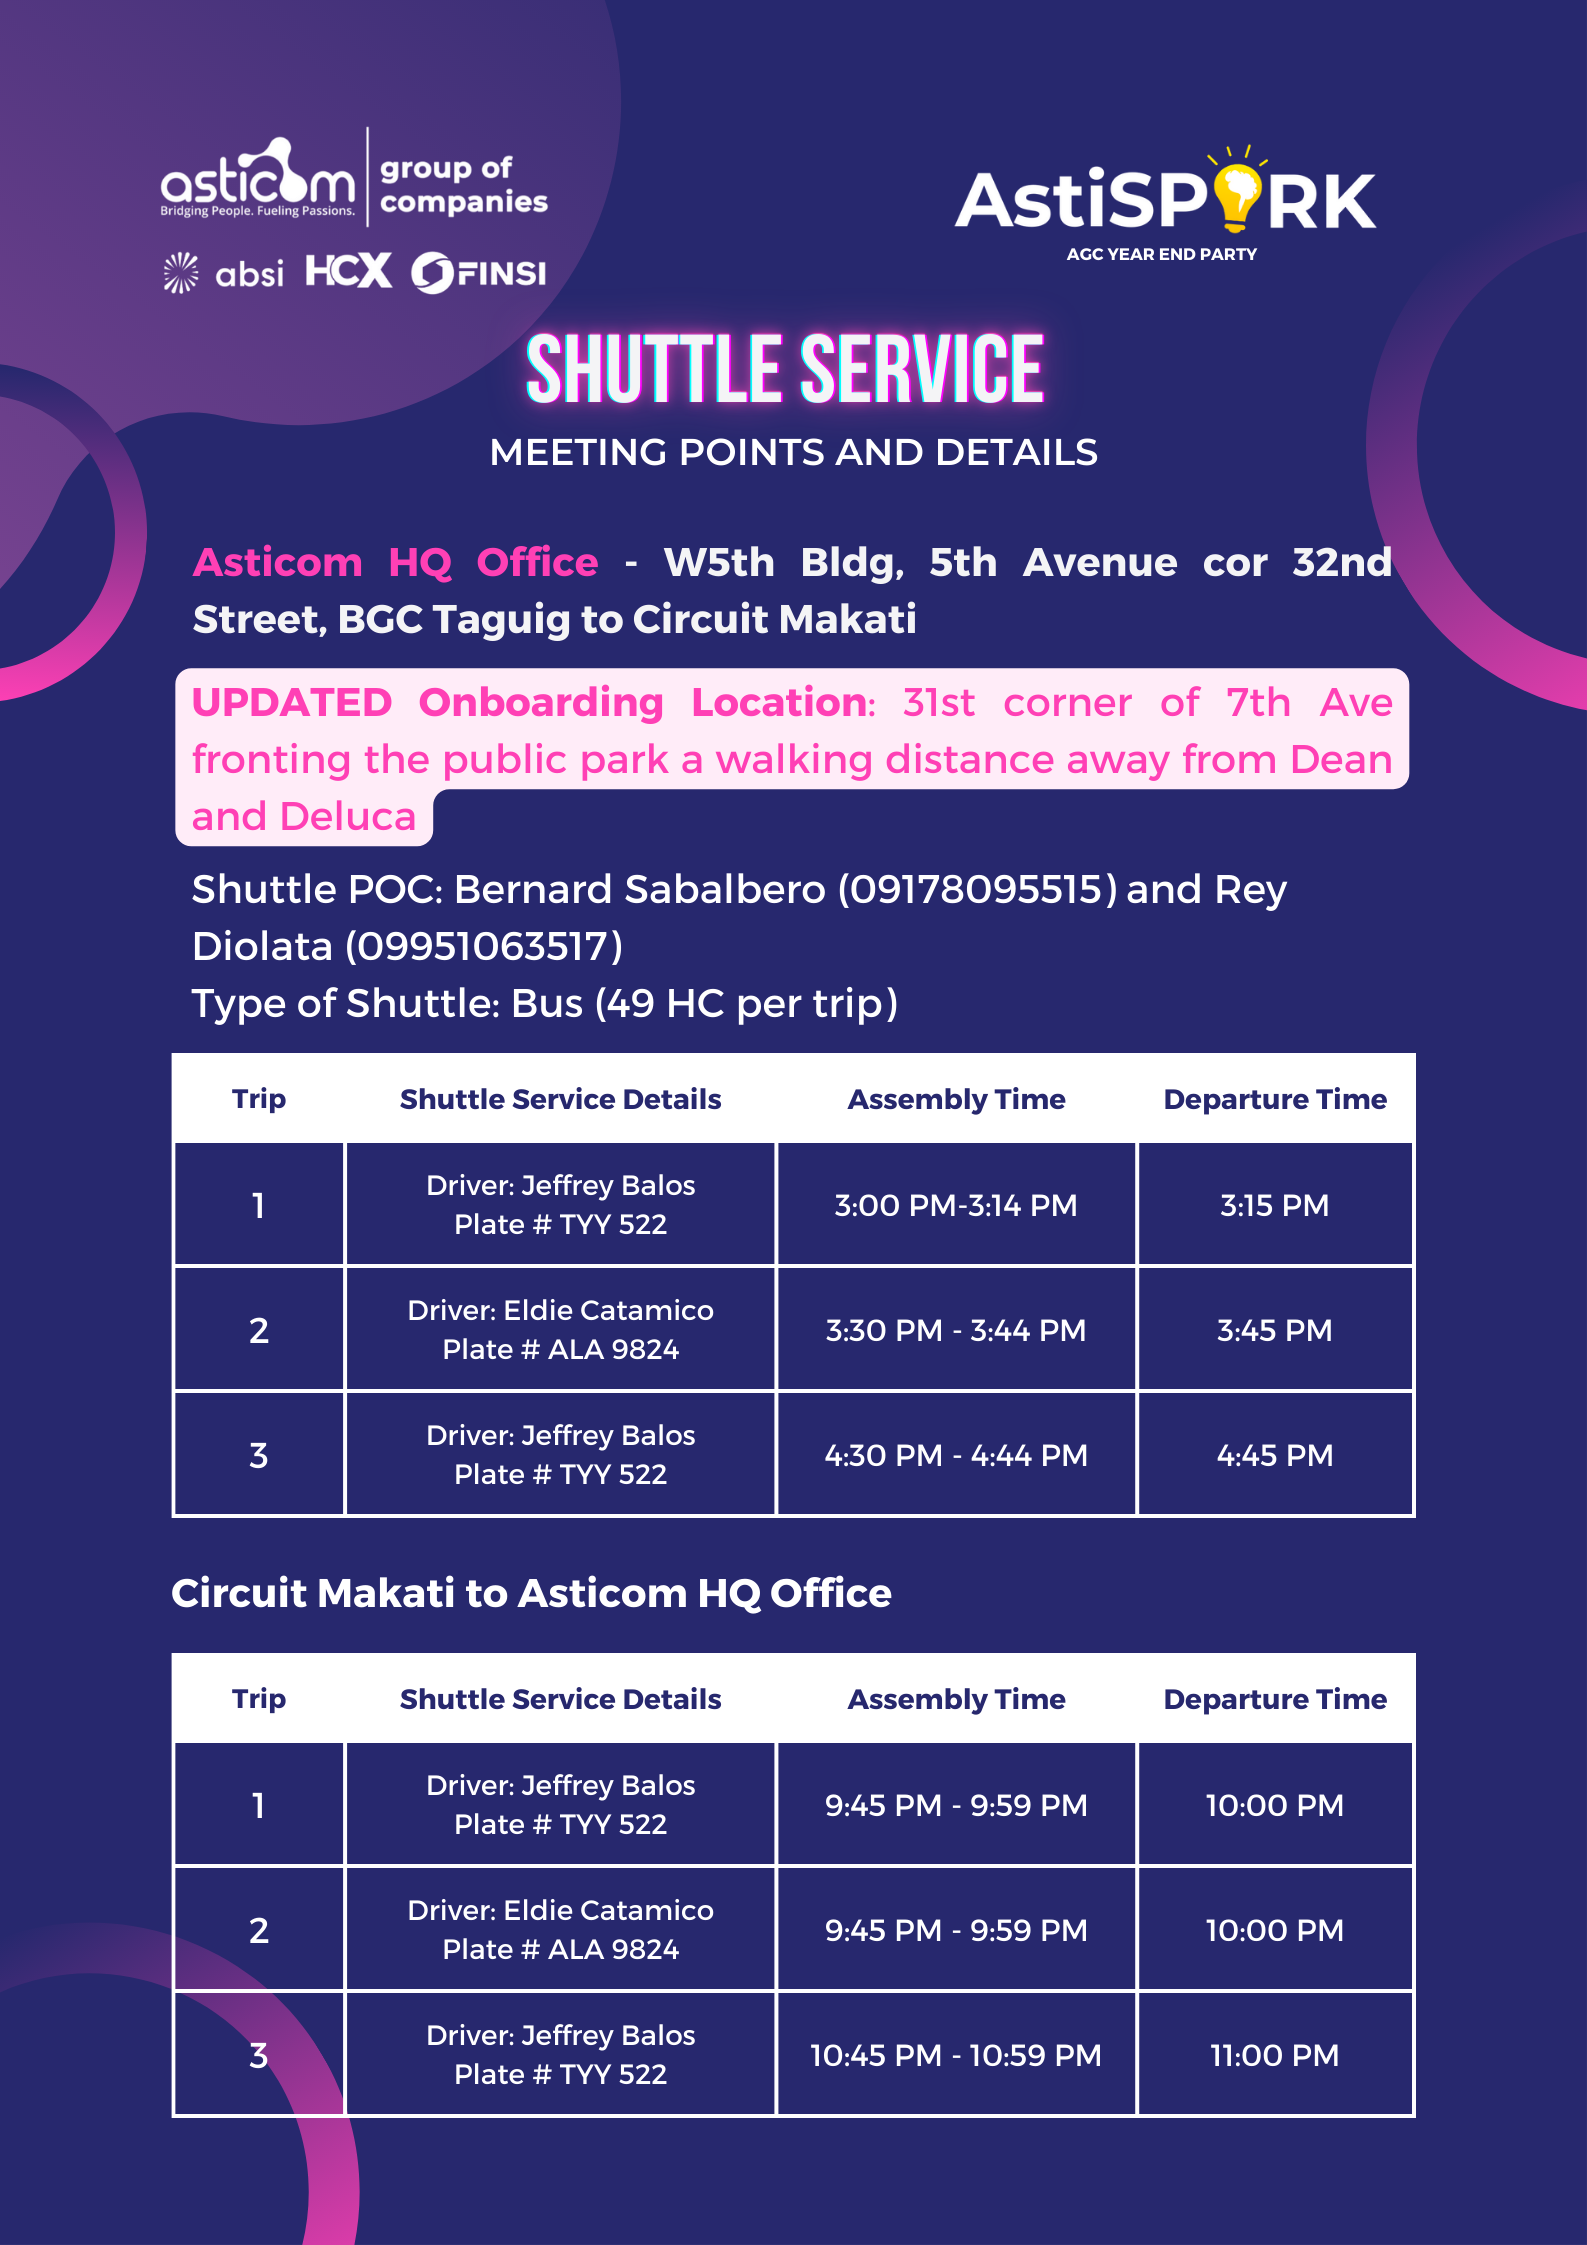 asticom
Bridging People. Fueling Passions.
group of
companies
absi
HCX
FINSI
AstiSPARK
AGC YEAR END PARTY
SHUTTLE SERVICE
MEETING POINTS AND DETAILS
Asticom HQ Office - W5th Bldg, 5th Avenue cor 32nd
Street, BGC Taguig to Circuit Makati
UPDATED Onboarding Location: 31st corner of 7th Ave
fronting the public park a walking distance away from Dean
and Deluca
Shuttle POC: Bernard Sabalbero (09178095515) and Rey
Diolata (09951063517)
Type of Shuttle: Bus (49 HC per trip)
Trip Shuttle Service Details Assembly Time Departure Time
1 Driver: Jeffrey Balos
Plate # TYY 522 3:00 PM-3:14 PM 3:15 PM
2 Driver: Eldie Catamico
Plate # ALA 9824 3:30 PM - 3:44 PM 3:45 PM
3 Driver: Jeffrey Balos
Plate # TYY 522 4:30 PM - 4:44 PM 4:45 PM
Circuit Makati to Asticom HQ Office
Trip Shuttle Service Details Assembly Time Departure Time
1 Driver: Jeffrey Balos
Plate # TYY 522 9:45 PM - 9:59 PM 10:00 PM
2 Driver: Eldie Catamico
Plate # ALA 9824 9:45 PM - 9:59 PM 10:00 PM
3 Driver: Jeffrey Balos
Plate # TYY 522 10:45 PM - 10:59 PM 11:00 PM